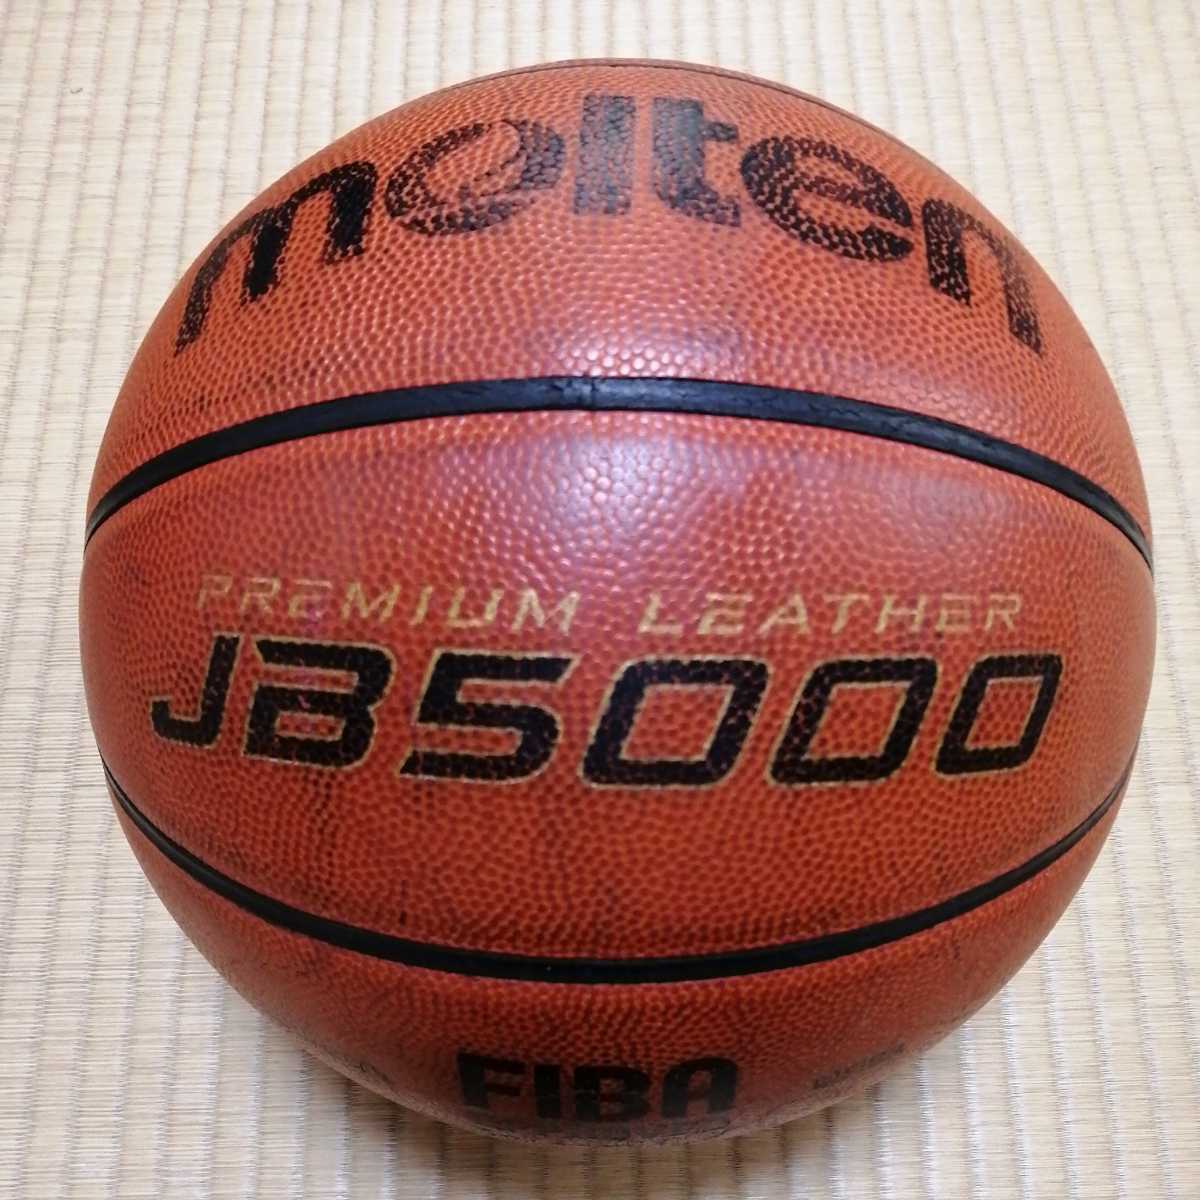 molten
PREMIUM LEATHER
JB5000
FIBA